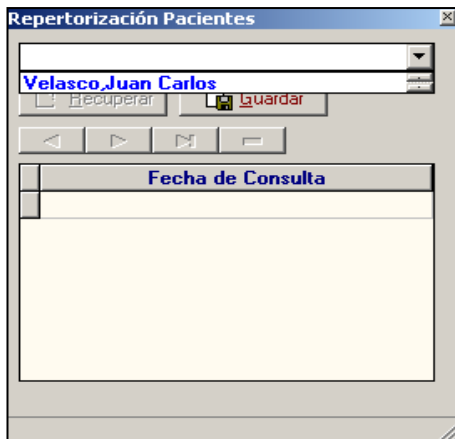 Repertorización Pacientes
Velasco,Juan Carlos
Recuperar Guardar
Fecha de Consulta